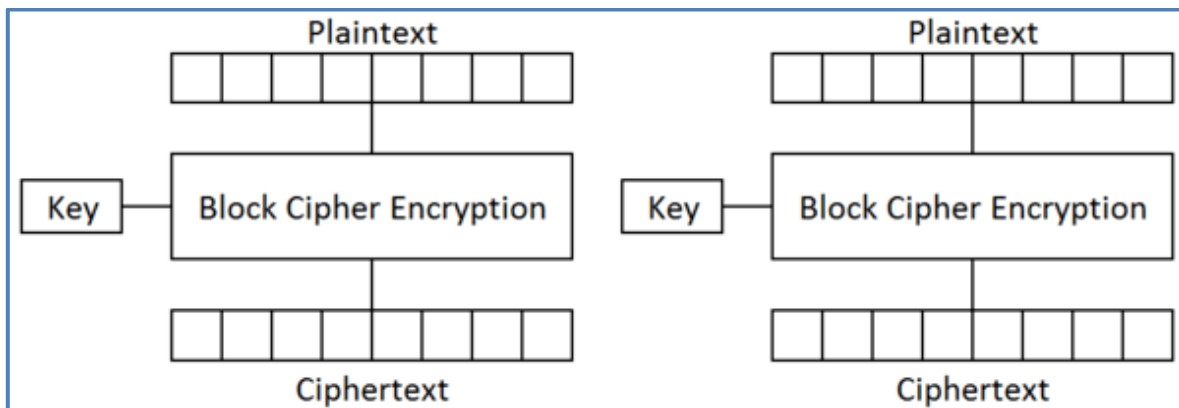 Plaintext
Plaintext
Key
Block Cipher Encryption
Key
Block Cipher Encryption
Ciphertext
Ciphertext